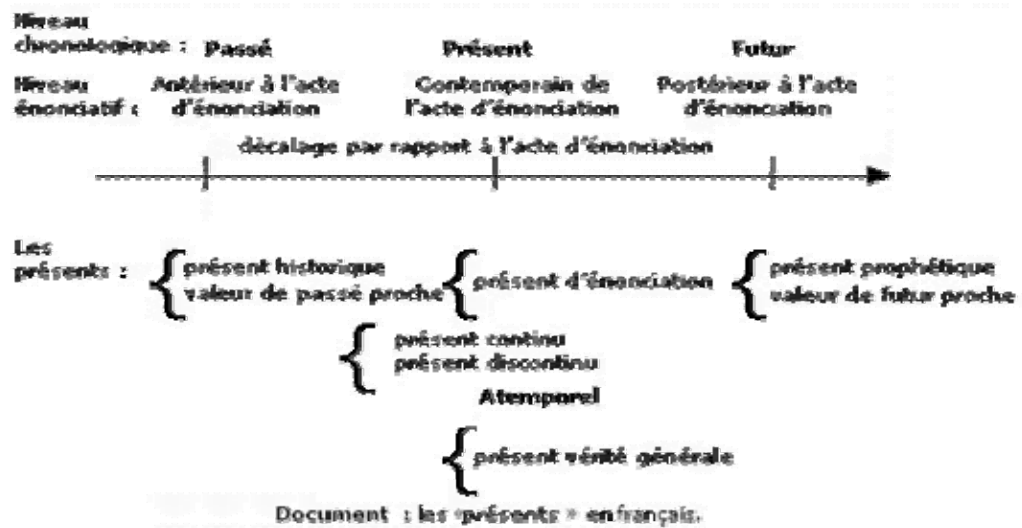 Niveau
chronologique : Passé Présent Futur
Niveau Antérieur à l'acte Contemporain de Postérieur à l'acte
énonciatif : d'énonciation l'acte d'énonciation d'énonciation
décalage par rapport à l'acte d'énonciation
Les
présents : { présent historique { présent d'énonciation { présent prophétique
valeur de passé proche valeur de futur proche
{ présent continu
présent discontinu
Atemporel
{ présent vérité générale
Document : les «présents » en français.